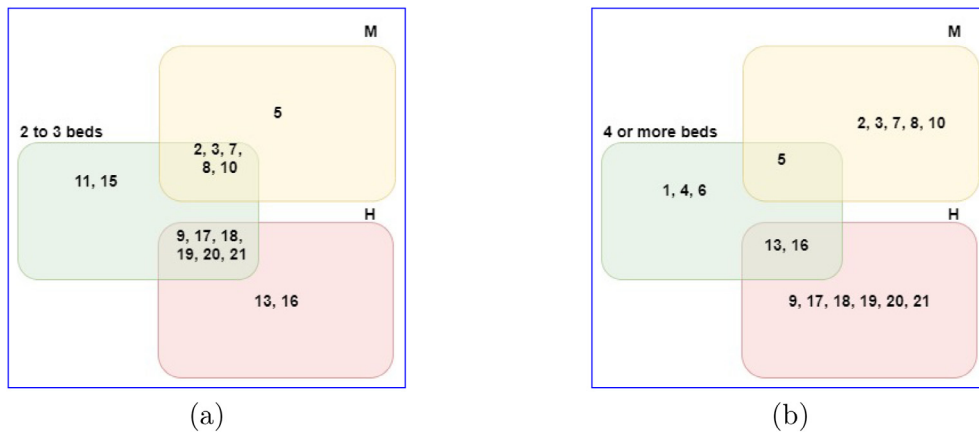 M
5
2 to 3 beds
2, 3, 7,
8, 10
11, 15
H
9, 17, 18,
19, 20, 21
13, 16
(a)
M
2, 3, 7, 8, 10
4 or more beds
5
1, 4, 6
H
13, 16
9, 17, 18, 19, 20, 21
(b)